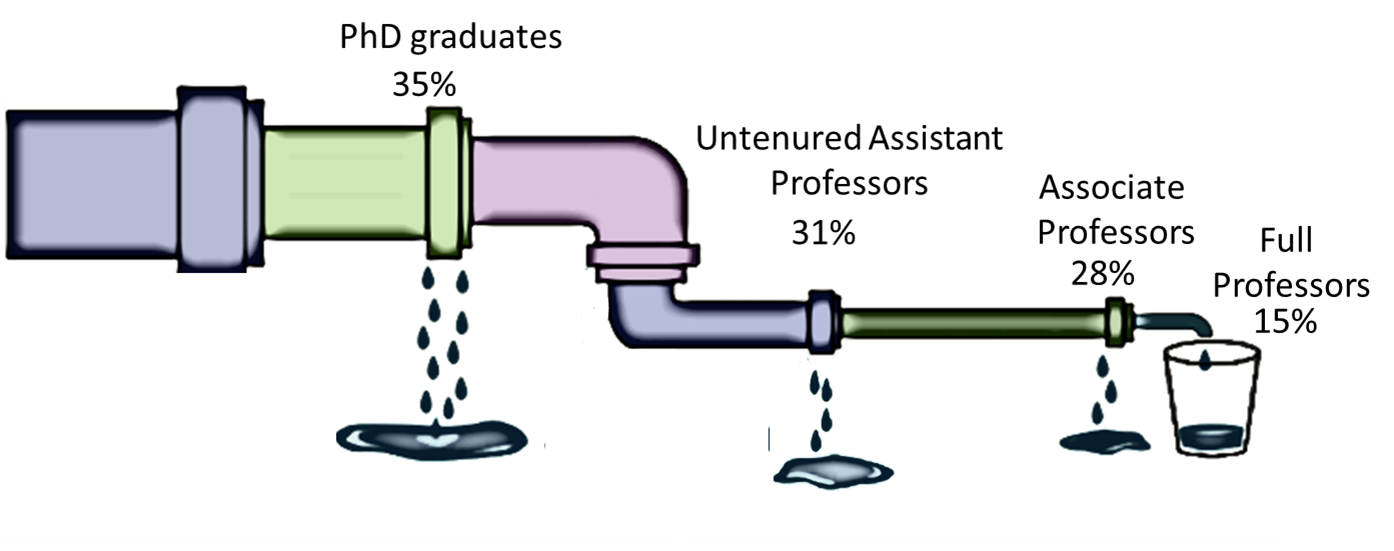 PhD graduates
35%
Untenured Assistant
Professors
31%
Associate
Professors
28%
Full
Professors
15%